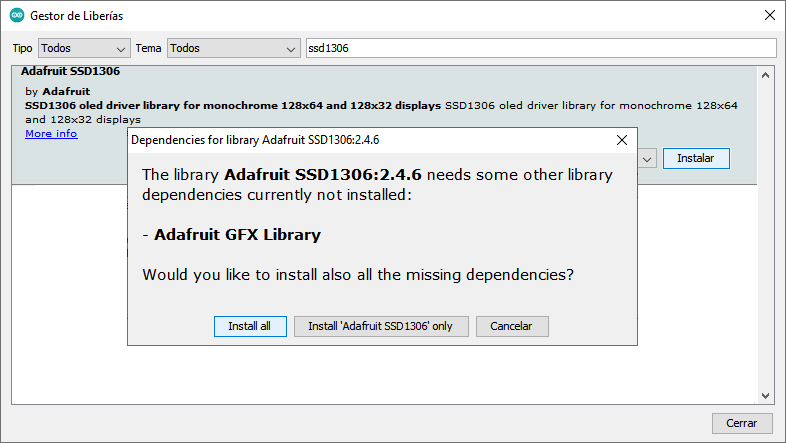 Gestor de Liberías
Tipo Todos Tema Todos ssd1306
Adafruit SSD1306
by Adafruit
SSD1306 oled driver library for monochrome 128x64 and 128x32 displays SSD1306 oled driver library for monochrome 128x64
and 128x32 displays
More info
Instalar
Dependencies for library Adafruit SSD1306:2.4.6
The library Adafruit SSD1306:2.4.6 needs some other library
dependencies currently not installed:
- Adafruit GFX Library
Would you like to install also all the missing dependencies?
Install all Install 'Adafruit SSD1306' only Cancelar
Cerrar